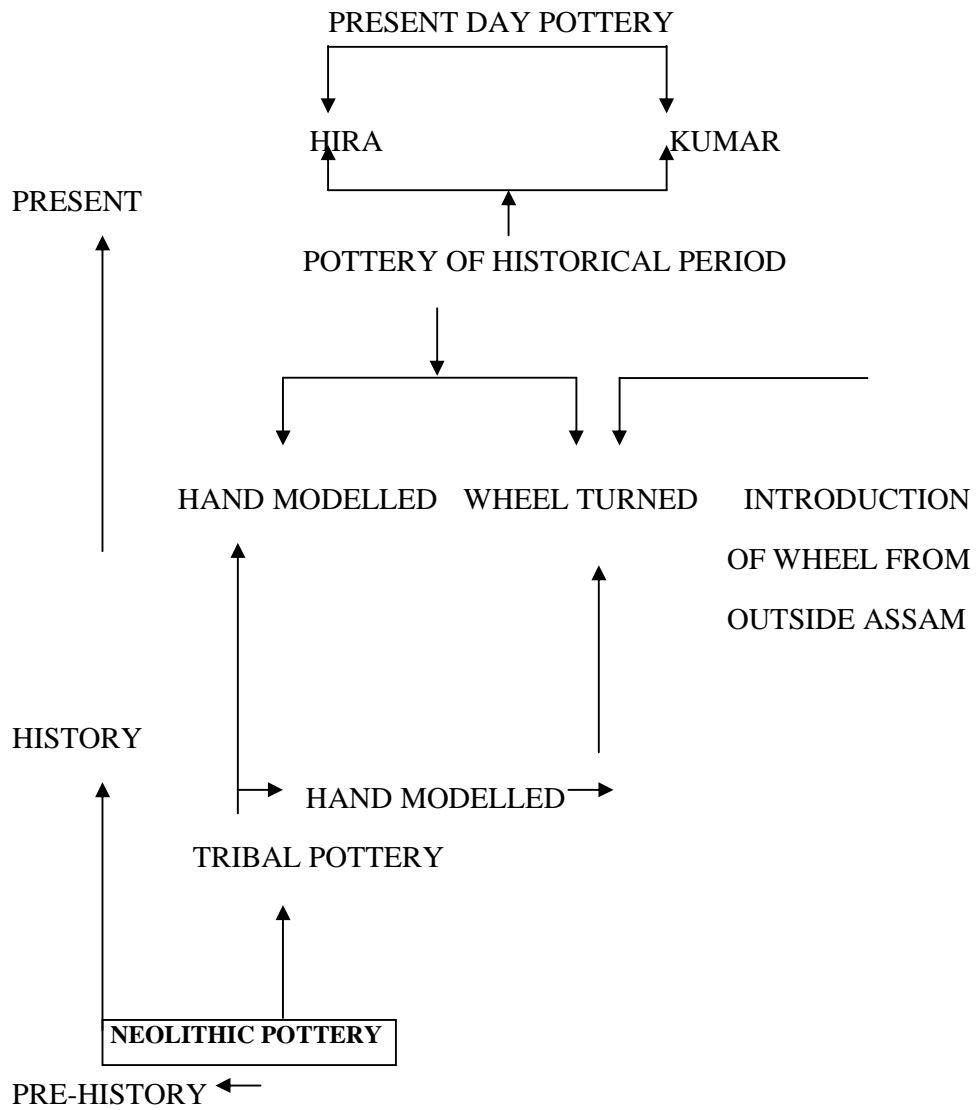 PRESENT DAY POTTERY
HIRA
KUMAR
PRESENT
POTTERY OF HISTORICAL PERIOD
HAND MODELLED
WHEEL TURNED
INTRODUCTION
OF WHEEL FROM
OUTSIDE ASSAM
HISTORY
HAND MODELLED
TRIBAL POTTERY
NEOLITHIC POTTERY
PRE-HISTORY